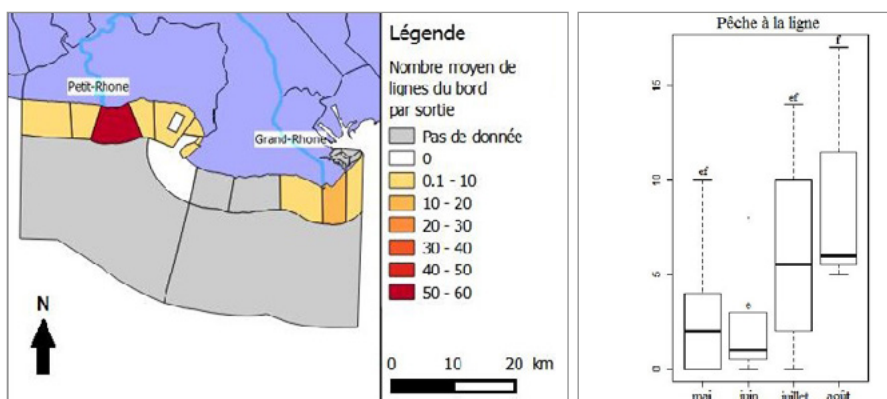 Petit-Rhone
Grand-Rhone
N
Légende
Nombre moyen de
lignes du bord
par sortie
Pas de donnée
0
0.1 - 10
10 - 20
20 - 30
30 - 40
40 - 50
50 - 60
0 10 20 km
Pêche à la ligne
15
10
5
0
ef
e
ef
f
mai juin juillet août